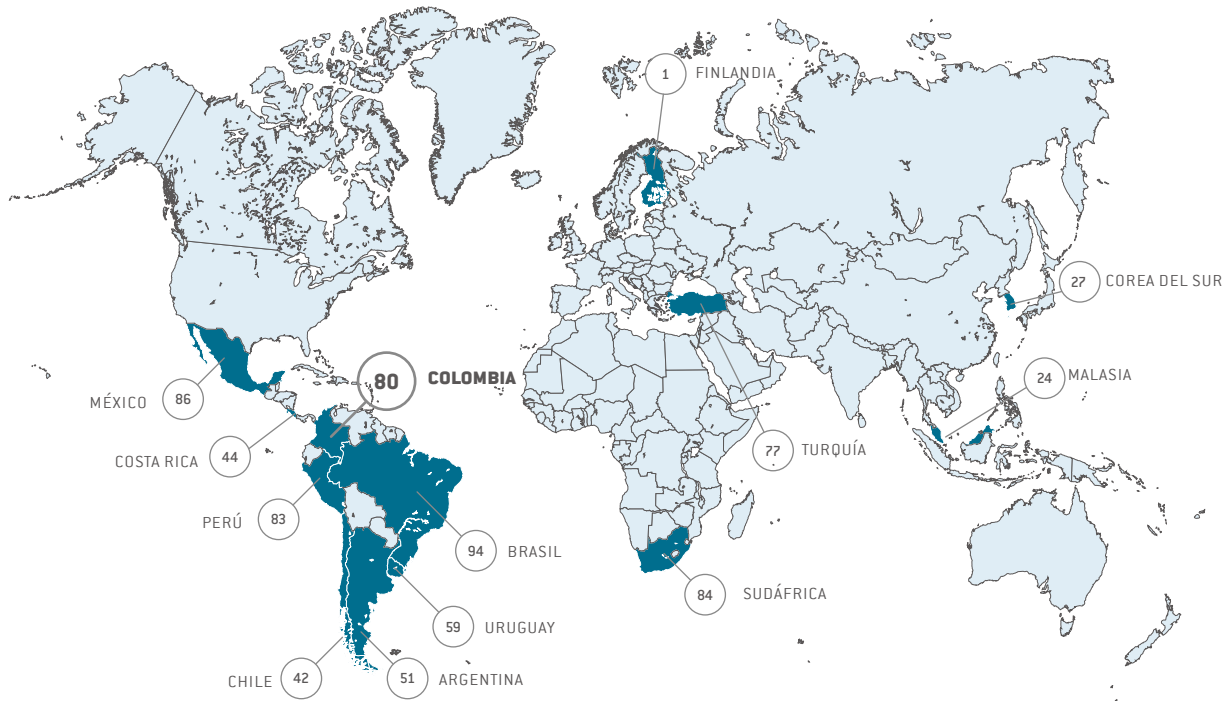 1 FINLANDIA
27 COREA DEL SUR
80 COLOMBIA
24 MALASIA
MÉXICO 86
77 TURQUÍA
COSTA RICA 44
PERÚ 83
94 BRASIL
84 SUDÁFRICA
59 URUGUAY
CHILE 42
51 ARGENTINA